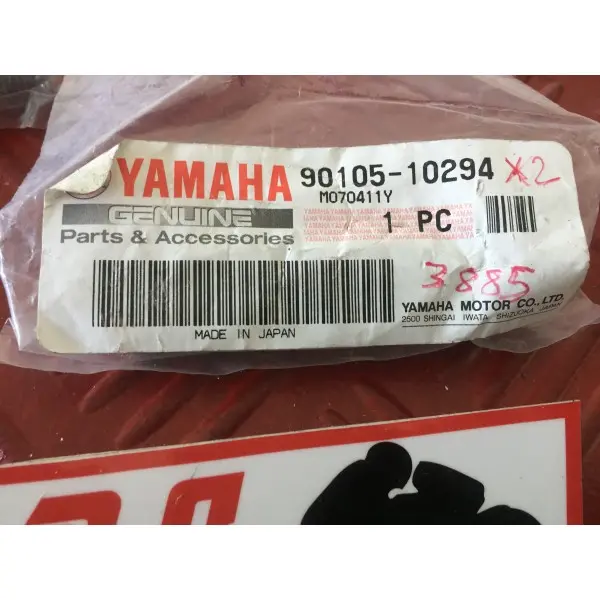 YAMAHA 90105-10294 x2
M070411Y
GENUINE
1 PC
Parts & Accessories
3885
YAMAHA MOTOR CO., LTD.
2500 SHINGAI IWATA SHIZUOKA JAPAN
MADE IN JAPAN